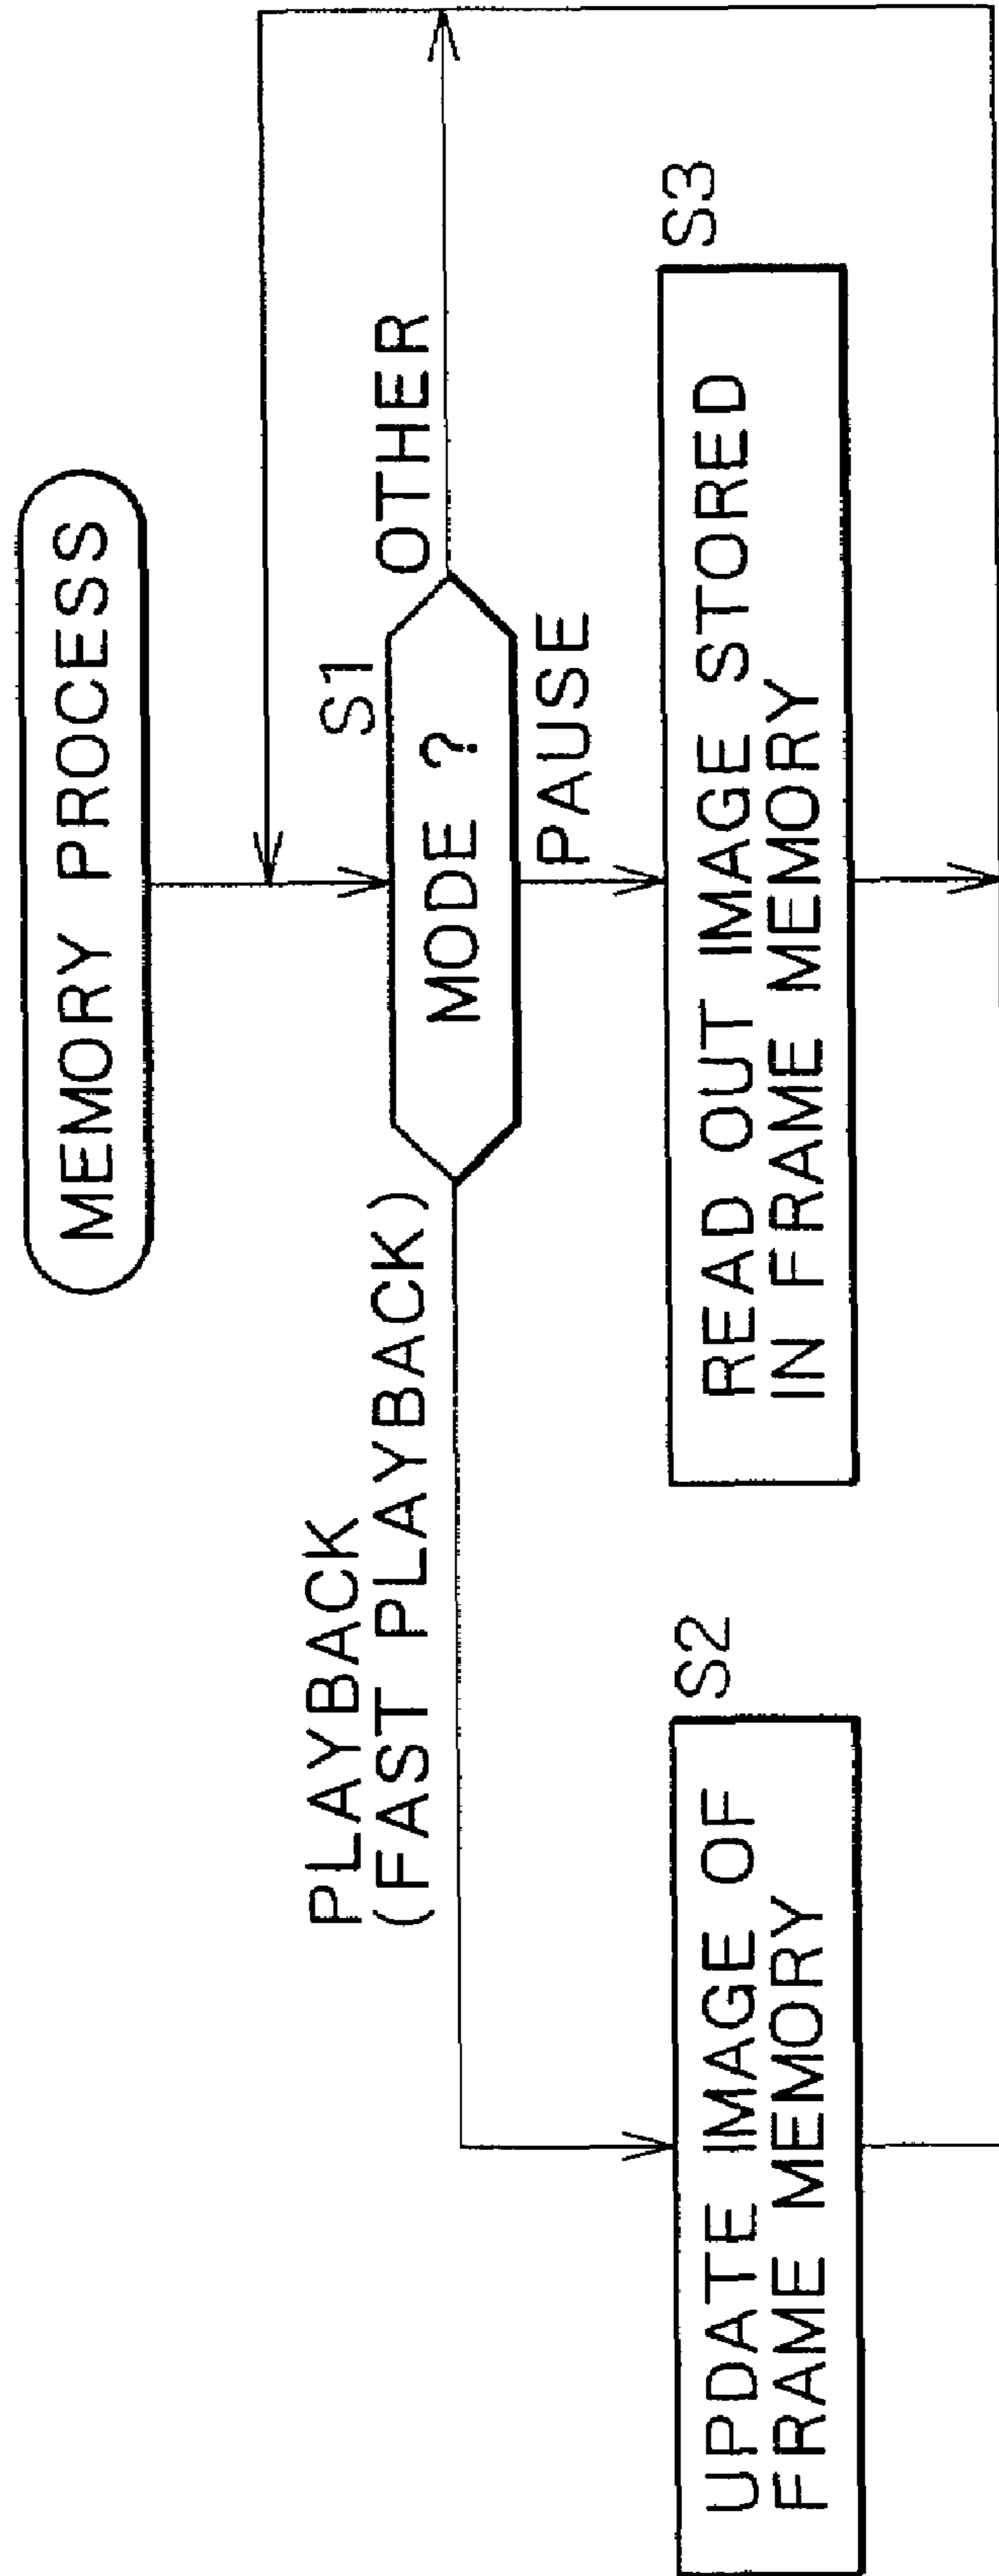 MEMORY PROCESS
S1
MODE ?
OTHER
PLAYBACK
(FAST PLAYBACK)
PAUSE
S2
UPDATE IMAGE OF
FRAME MEMORY
S3
READ OUT IMAGE STORED
IN FRAME MEMORY